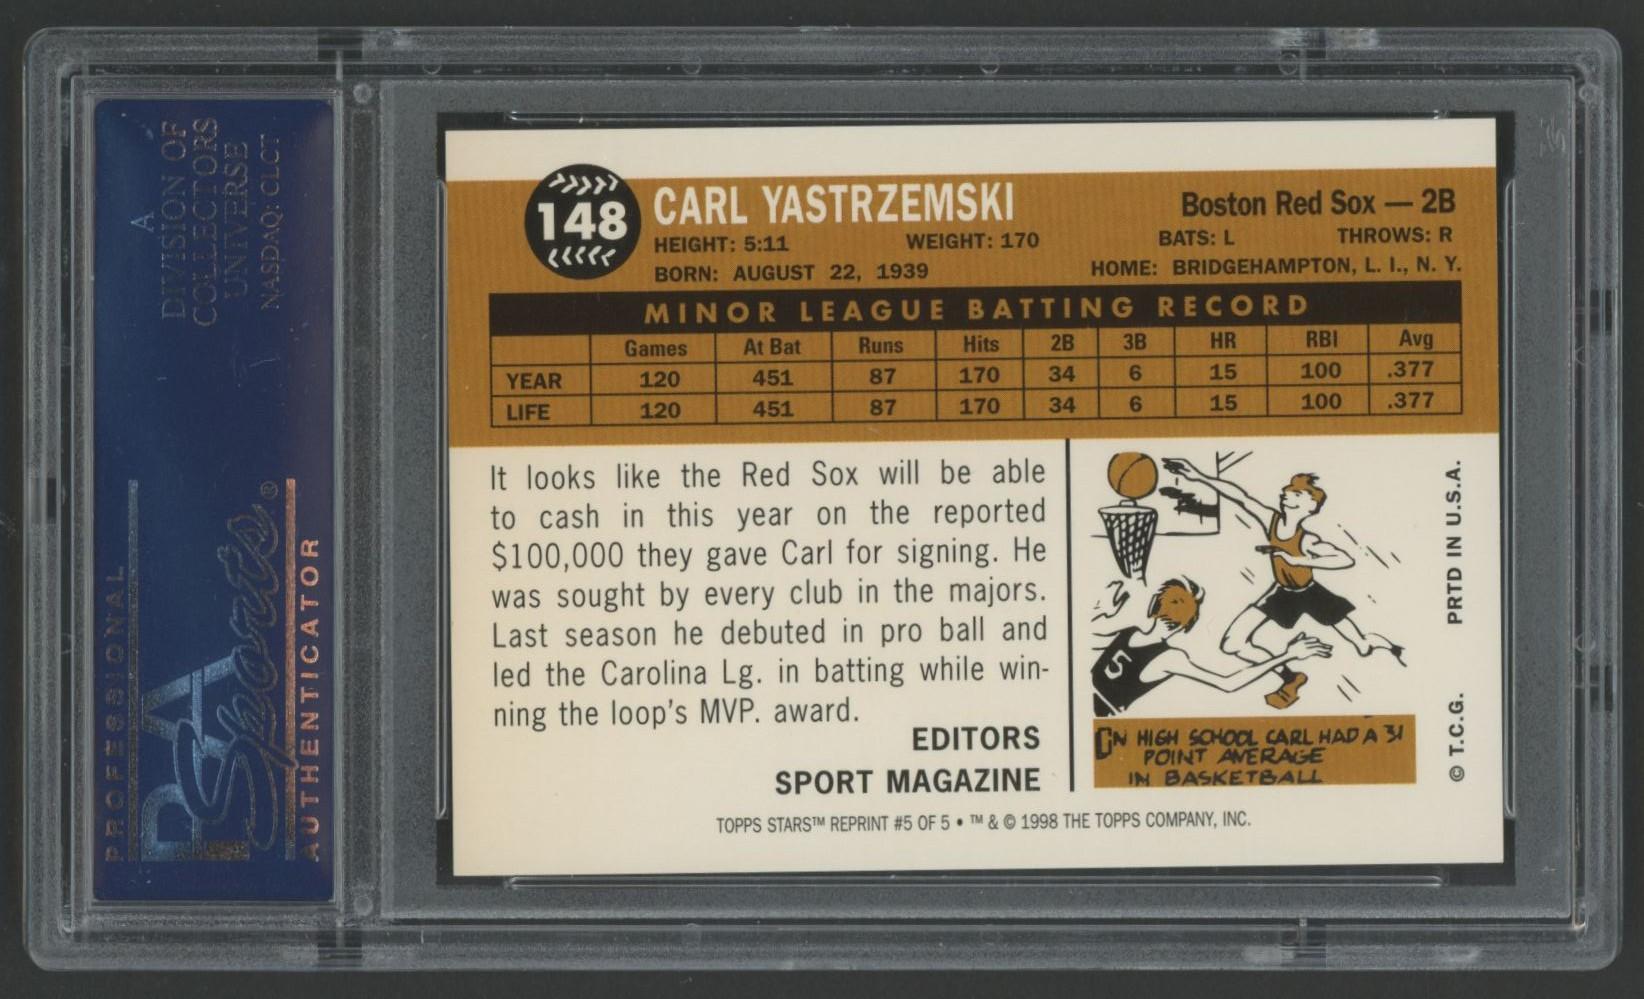 A
DIVISION OF
COLLECTORS
UNIVERSE
NASDAQ: CLCT
PROFESSIONAL
PSA
Sports®
AUTHENTICATOR
148
CARL YASTRZEMSKI
Boston Red Sox — 2B
HEIGHT: 5:11 WEIGHT: 170 BATS: L THROWS: R
BORN: AUGUST 22, 1939 HOME: BRIDGEHAMPTON, L. I., N. Y.
MINOR LEAGUE BATTING RECORD
Games At Bat Runs Hits 2B 3B HR RBI Avg
YEAR 120 451 87 170 34 6 15 100 .377
LIFE 120 451 87 170 34 6 15 100 .377
It looks like the Red Sox will be able
to cash in this year on the reported
$100,000 they gave Carl for signing. He
was sought by every club in the majors.
Last season he debuted in pro ball and
led the Carolina Lg. in batting while win-
ning the loop's MVP. award.
EDITORS
SPORT MAGAZINE
5
IN HIGH SCHOOL CARL HAD A 31
POINT AVERAGE
IN BASKETBALL
© T.C.G. PRTD IN U.S.A.
TOPPS STARS™ REPRINT #5 OF 5 • ™ & © 1998 THE TOPPS COMPANY, INC.